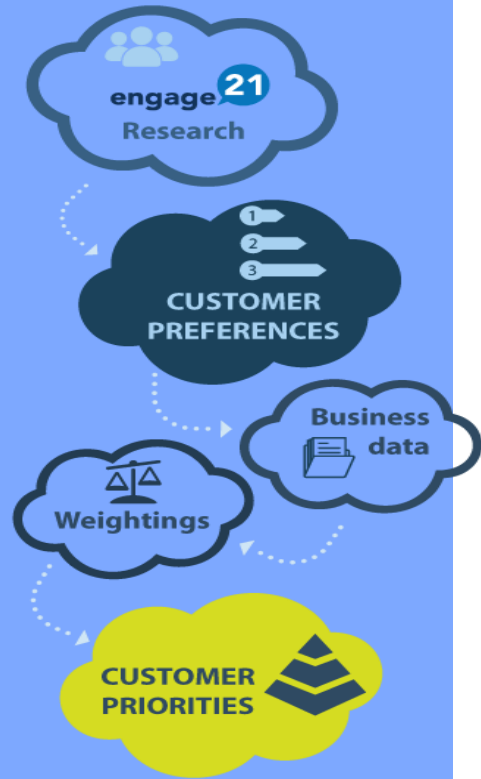 engage 21
Research
1
2
3
CUSTOMER
PREFERENCES
Business
data
Weightings
CUSTOMER
PRIORITIES